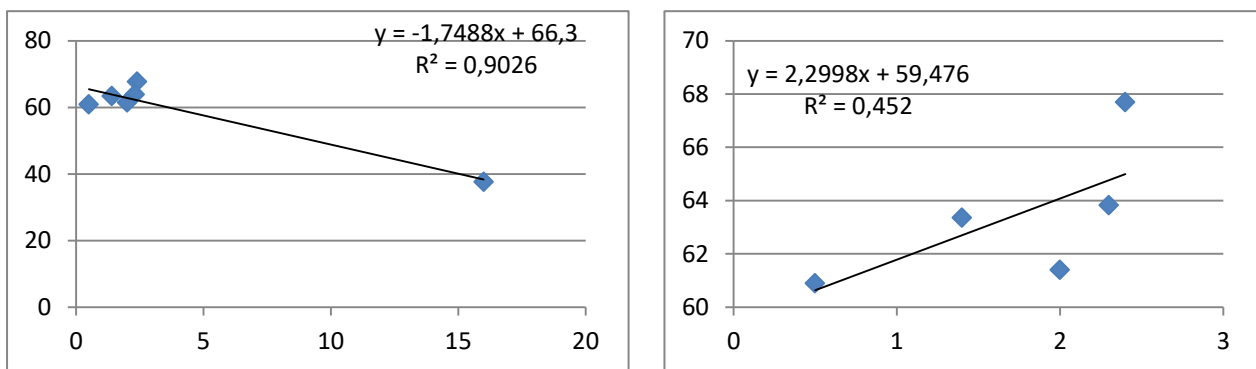 y = -1,7488x + 66,3
R² = 0,9026
80
60
40
20
0
0 5 10 15 20
y = 2,2998x + 59,476
R² = 0,452
70
68
66
64
62
60
0 1 2 3